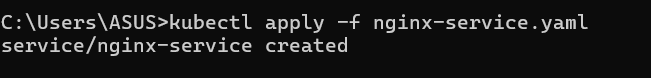 C:\Users\ASUS>kubectl apply -f nginx-service.yaml
service/nginx-service created